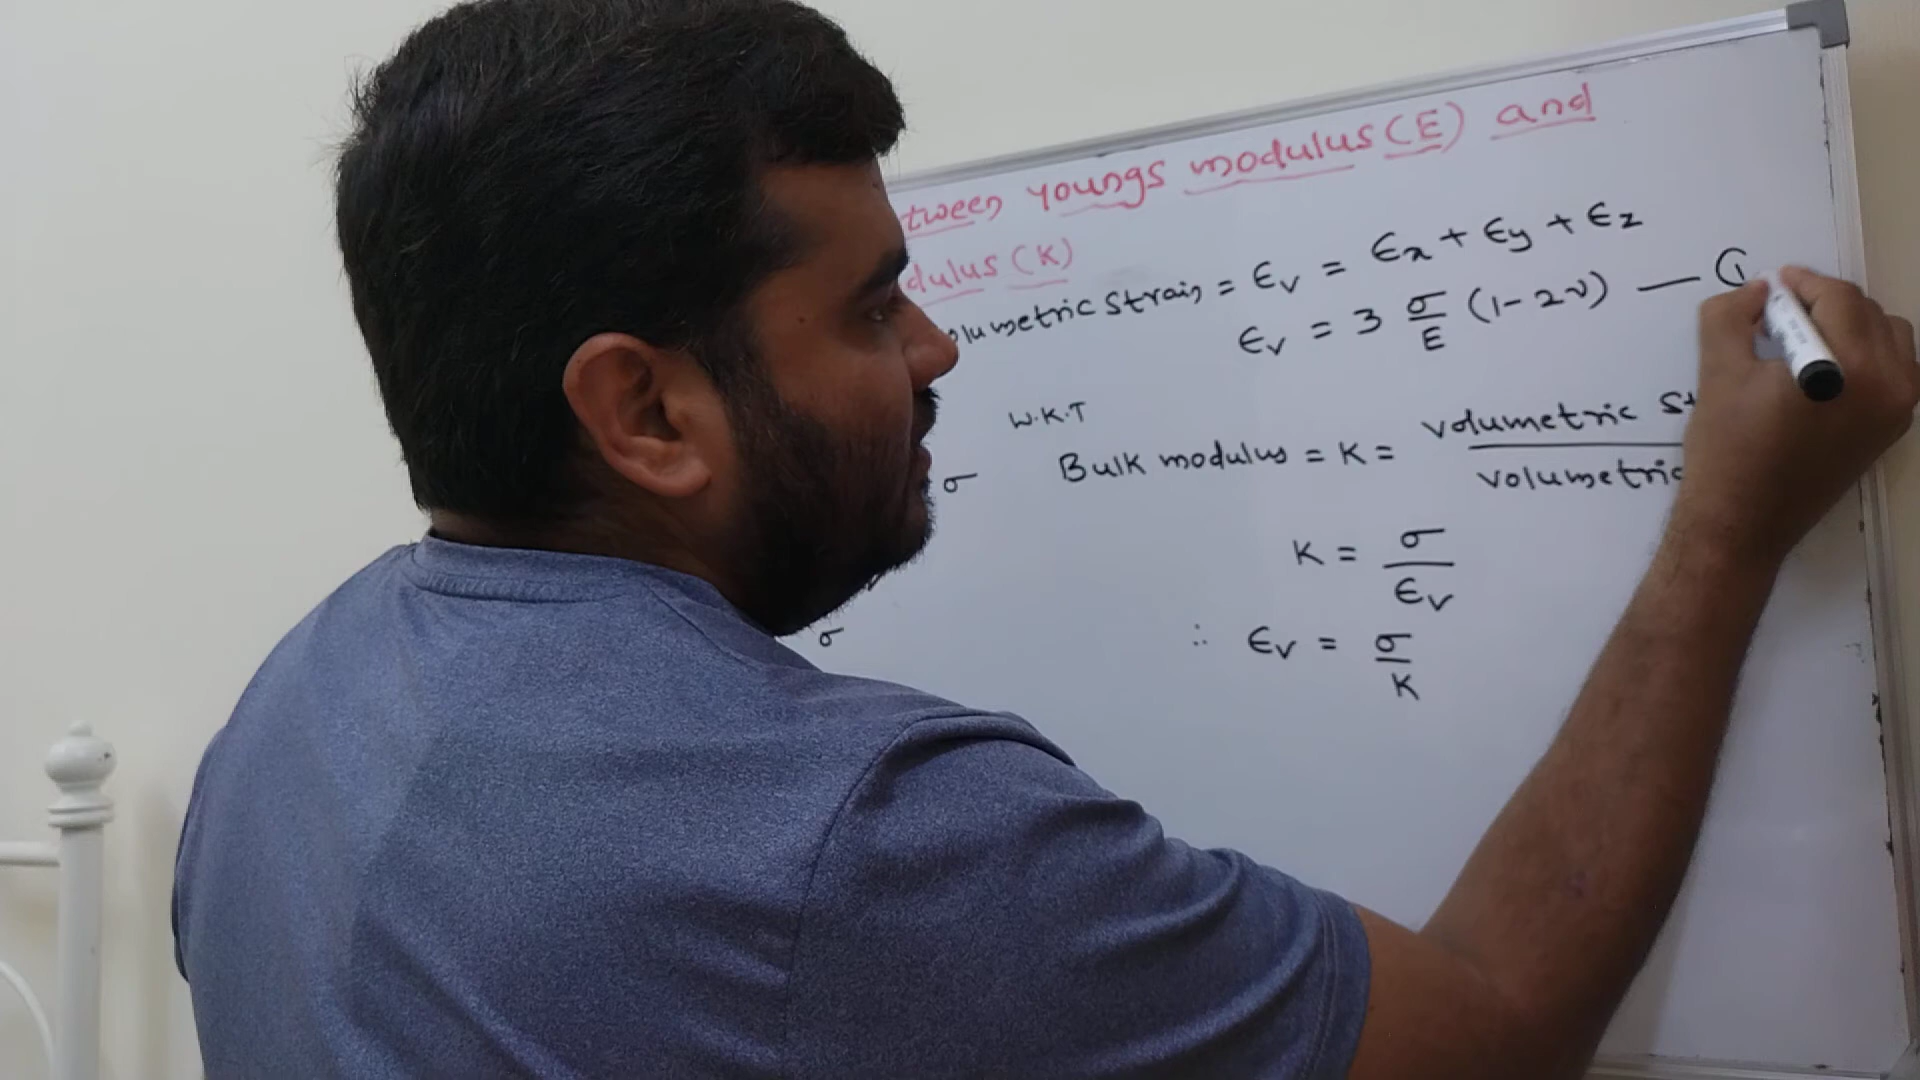 tween Youngs modulus (E) and
dulus (K)
olumetric strain = ϵv = ϵx + ϵy + ϵz
ϵv = 3 σ/E (1-2ν) — (1
W.K.T
σ
Bulk modulus = K = volumetric st / volumetric
K = σ/ϵv
σ
∴ ϵv = σ/K